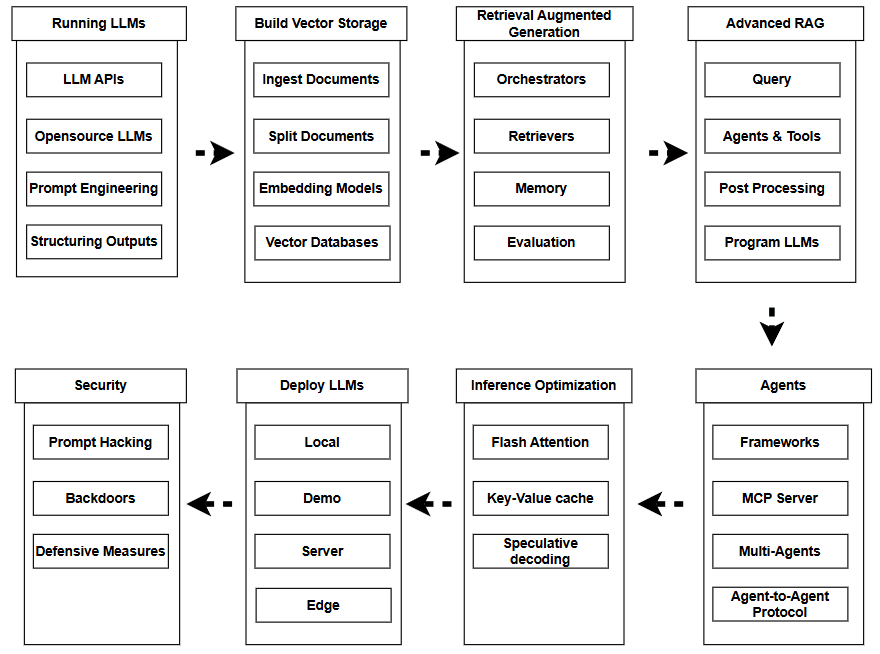 Running LLMs
LLM APIs
Opensource LLMs
Prompt Engineering
Structuring Outputs
Build Vector Storage
Ingest Documents
Split Documents
Embedding Models
Vector Databases
Retrieval Augmented
Generation
Orchestrators
Retrievers
Memory
Evaluation
Advanced RAG
Query
Agents & Tools
Post Processing
Program LLMs
Agents
Frameworks
MCP Server
Multi-Agents
Agent-to-Agent
Protocol
Inference Optimization
Flash Attention
Key-Value cache
Speculative
decoding
Deploy LLMs
Local
Demo
Server
Edge
Security
Prompt Hacking
Backdoors
Defensive Measures